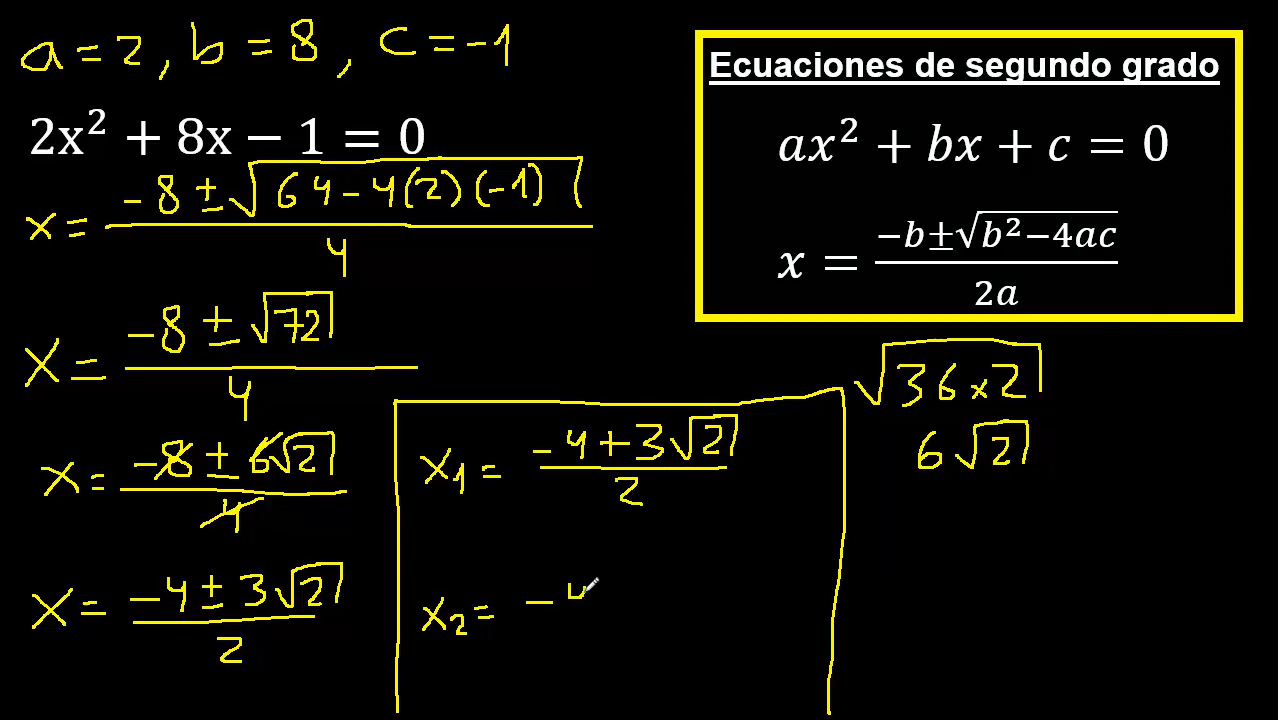 a = 2, b = 8, c = -1
2x² + 8x − 1 = 0
x = (-8 ± √(64 - 4(2)(-1))) / 4
x = (-8 ± √72) / 4
x = (-8 ± 6√2) / 4
x = (-4 ± 3√2) / 2
x₁ = (-4 + 3√2) / 2
x₂ = - 4
√(36 x 2)
6√2
Ecuaciones de segundo grado
ax² + bx + c = 0
x = (−b±√(b²−4ac)) / 2a